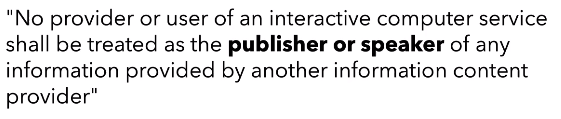 "No provider or user of an interactive computer service
shall be treated as the publisher or speaker of any
information provided by another information content
provider"